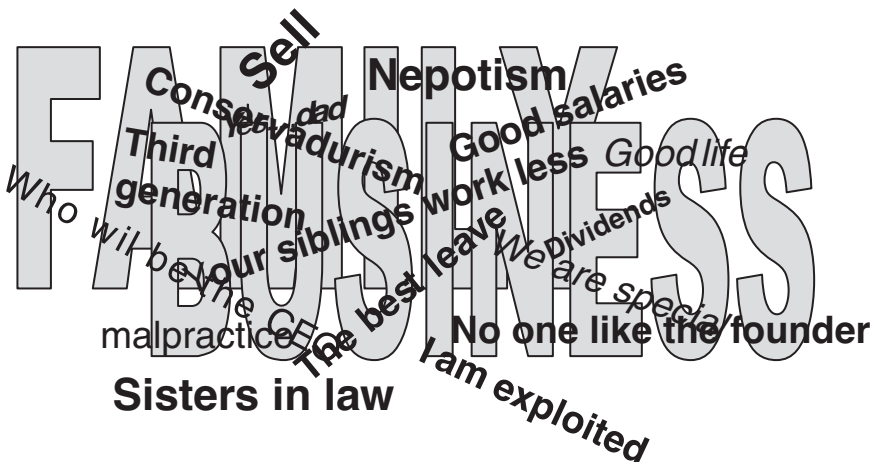 FAMILY
BUSINESS
Sell
Nepotism
Conservadurism
Yes, dad
Good salaries
Third
generation
Good life
Your siblings work less
Who wil be the CEO
Dividends
The best leave
We are special
malpractice
No one like the founder
I am exploited
Sisters in law